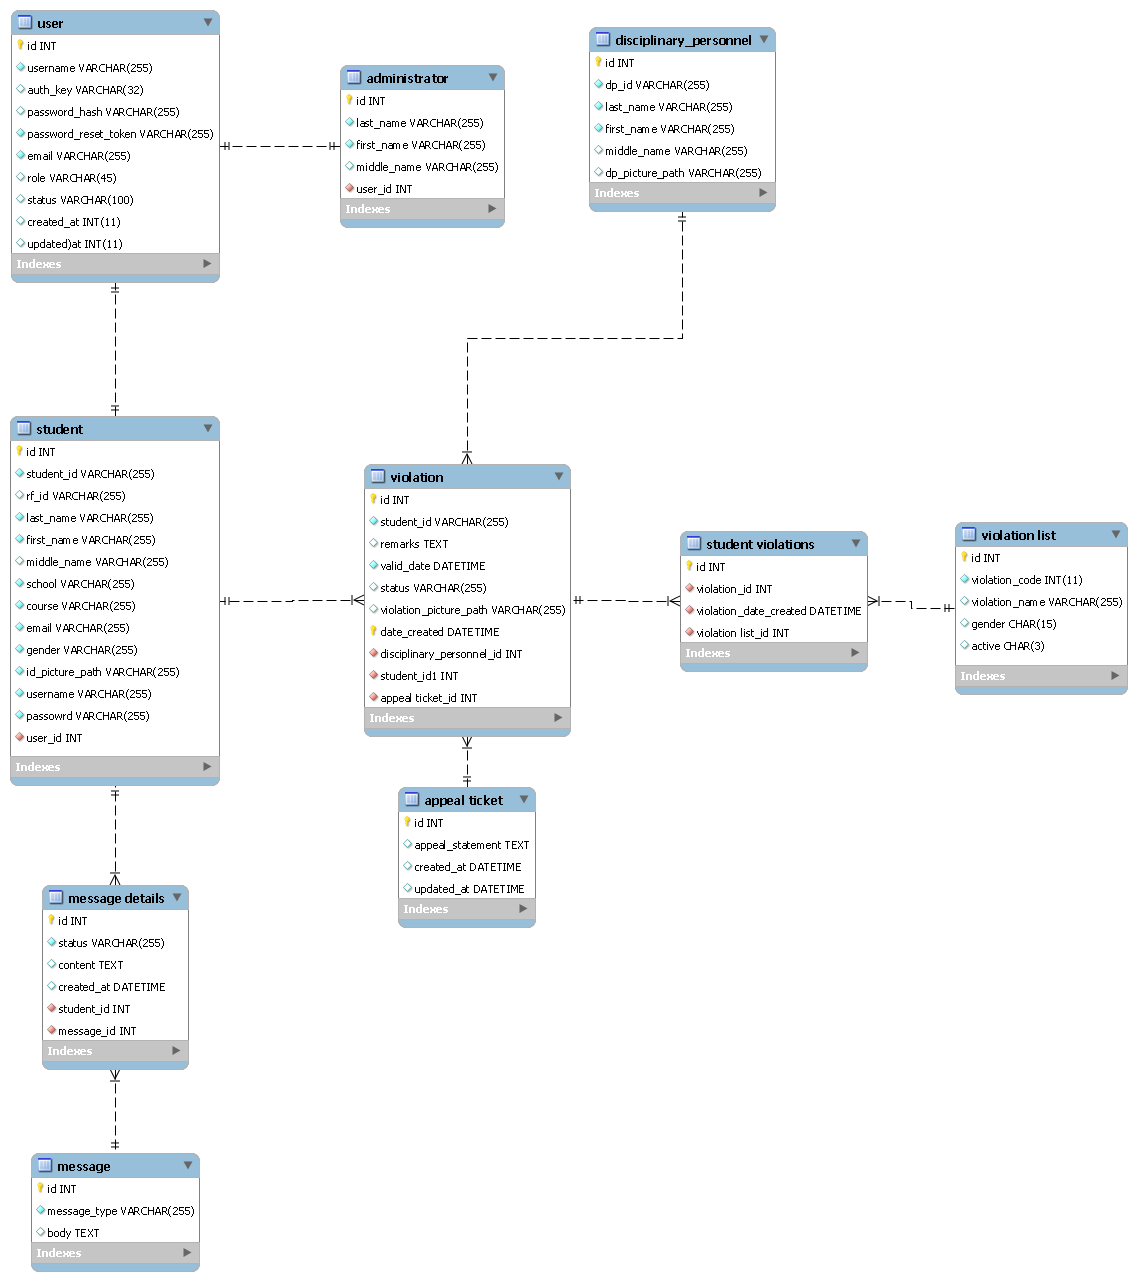 user
id INT
username VARCHAR(255)
auth_key VARCHAR(32)
password_hash VARCHAR(255)
password_reset_token VARCHAR(255)
email VARCHAR(255)
role VARCHAR(45)
status VARCHAR(100)
created_at INT(11)
updated)at INT(11)
Indexes
administrator
id INT
last_name VARCHAR(255)
first_name VARCHAR(255)
middle_name VARCHAR(255)
user_id INT
Indexes
disciplinary_personnel
id INT
dp_id VARCHAR(255)
last_name VARCHAR(255)
first_name VARCHAR(255)
middle_name VARCHAR(255)
dp_picture_path VARCHAR(255)
Indexes
student
id INT
student_id VARCHAR(255)
rf_id VARCHAR(255)
last_name VARCHAR(255)
first_name VARCHAR(255)
middle_name VARCHAR(255)
school VARCHAR(255)
course VARCHAR(255)
email VARCHAR(255)
gender VARCHAR(255)
id_picture_path VARCHAR(255)
username VARCHAR(255)
passowrd VARCHAR(255)
user_id INT
Indexes
violation
id INT
student_id VARCHAR(255)
remarks TEXT
valid_date DATETIME
status VARCHAR(255)
violation_picture_path VARCHAR(255)
date_created DATETIME
disciplinary_personnel_id INT
student_id1 INT
appeal ticket_id INT
Indexes
student violations
id INT
violation_id INT
violation_date_created DATETIME
violation list_id INT
Indexes
violation list
id INT
violation_code INT(11)
violation_name VARCHAR(255)
gender CHAR(15)
active CHAR(3)
Indexes
appeal ticket
id INT
appeal_statement TEXT
created_at DATETIME
updated_at DATETIME
Indexes
message details
id INT
status VARCHAR(255)
content TEXT
created_at DATETIME
student_id INT
message_id INT
Indexes
message
id INT
message_type VARCHAR(255)
body TEXT
Indexes